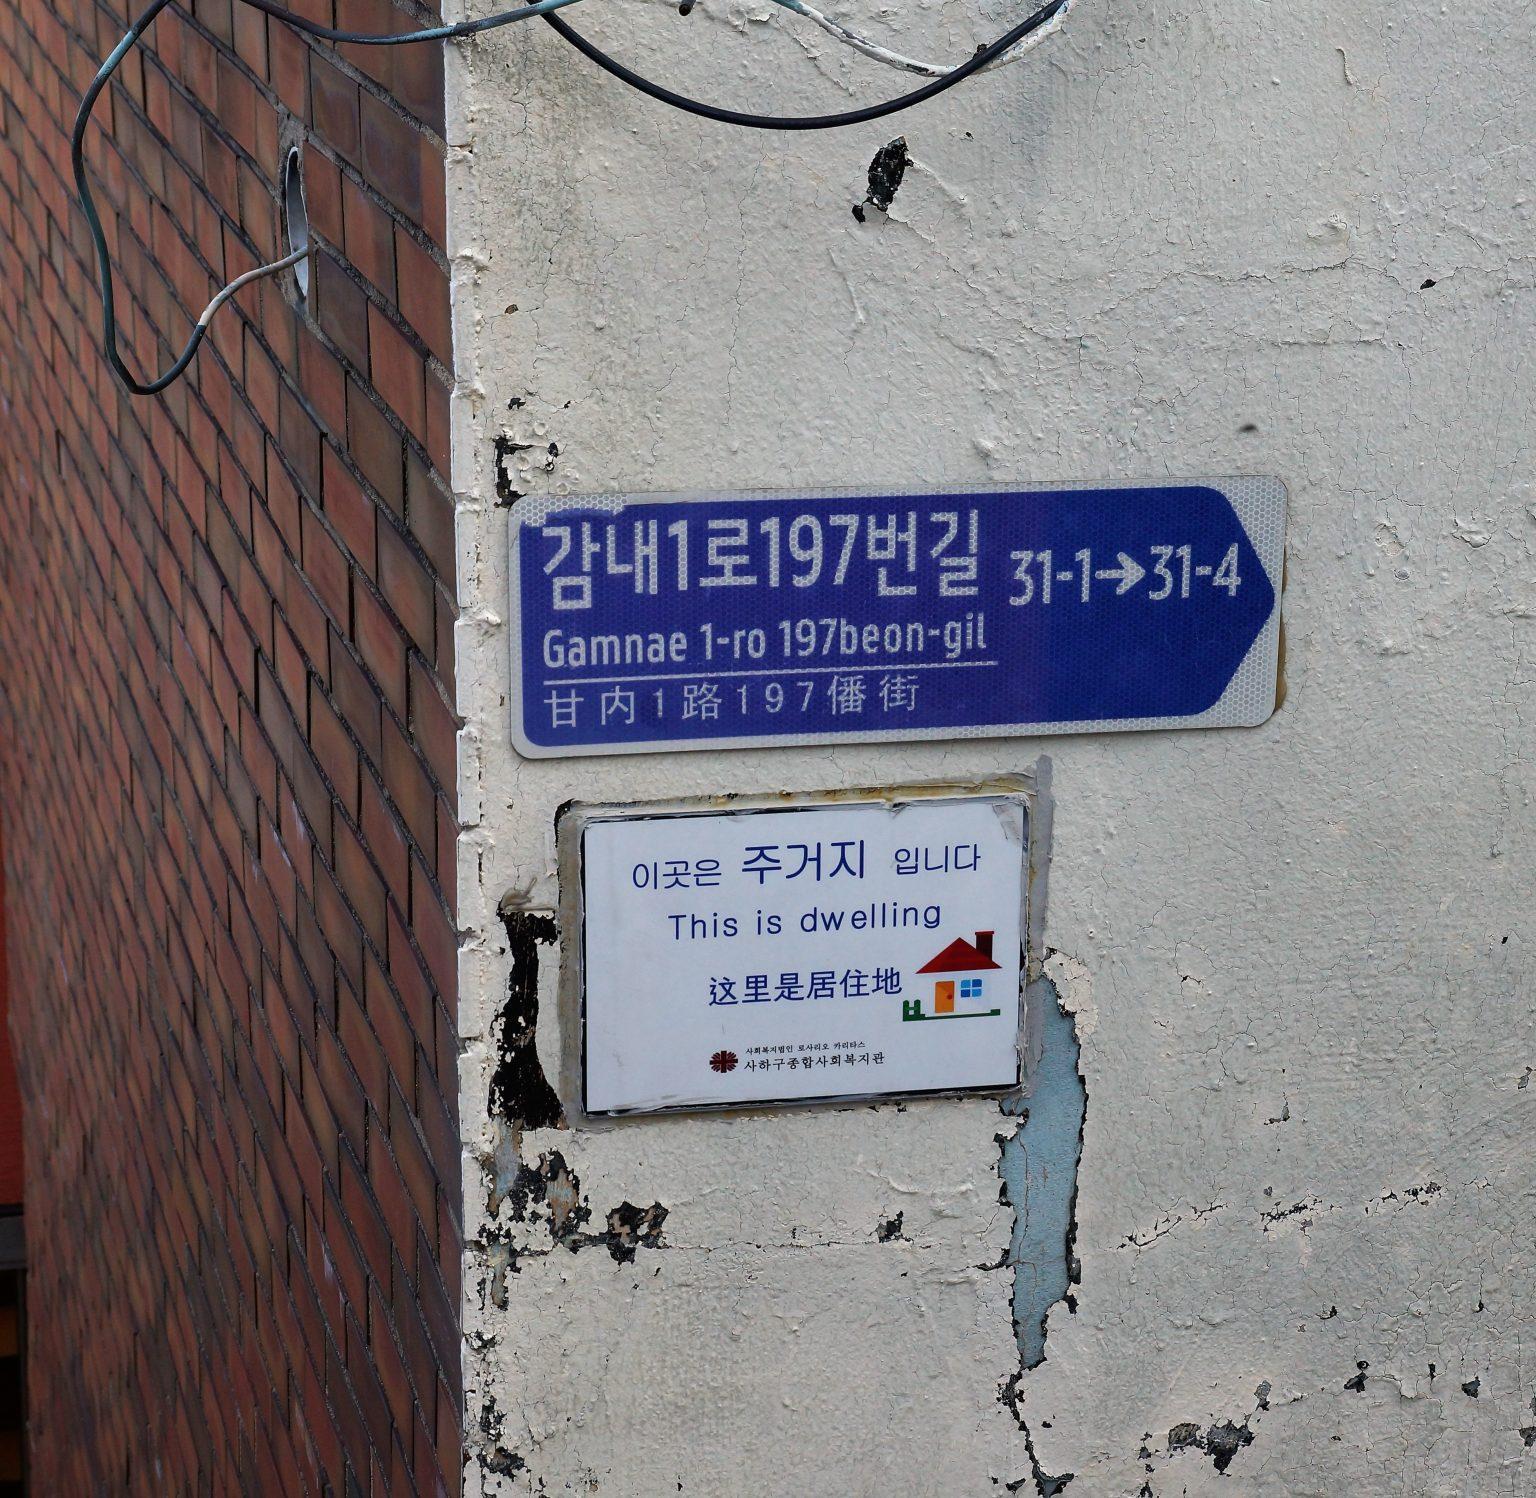 감내1로197번길 31-1→31-4
Gamnae 1-ro 197beon-gil
甘内1路197僠街
이곳은 주거지 입니다
This is dwelling
这里是居住地
사회복지법인 로사리오 카리타스
사하구종합사회복지관